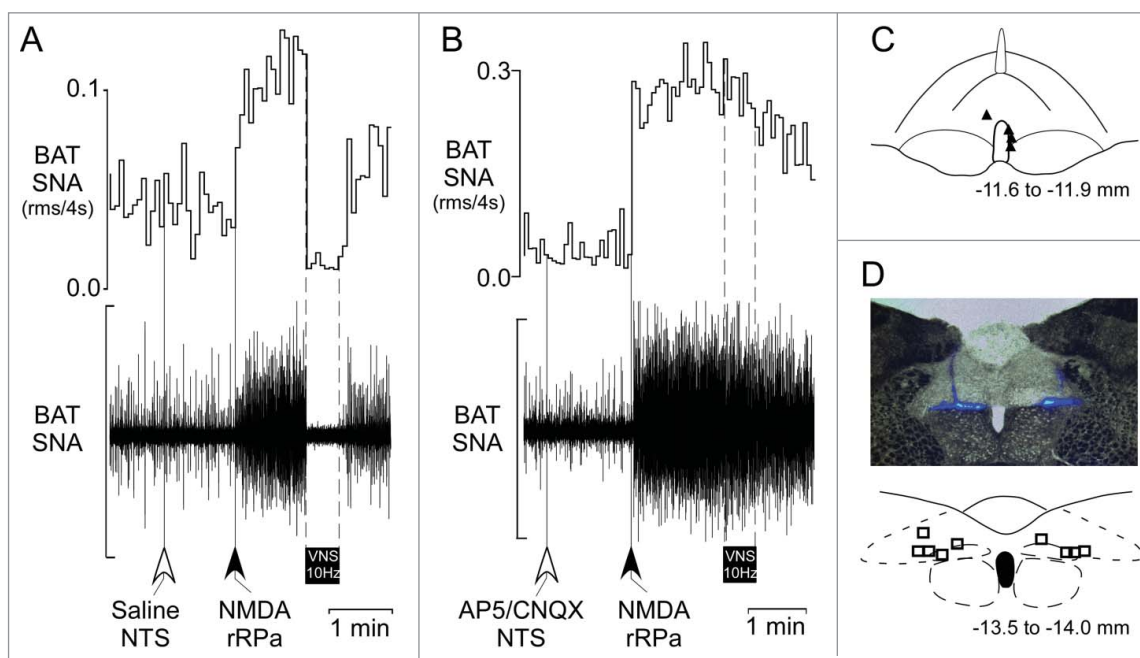 A
0.1
BAT
SNA
(rms/4s)
0.0
BAT
SNA
VNS
10Hz
Saline
NTS
NMDA
rRPa
1 min
B
0.3
BAT
SNA
(rms/4s)
0.0
BAT
SNA
VNS
10Hz
AP5/CNQX
NTS
NMDA
rRPa
1 min
C
-11.6 to -11.9 mm
D
-13.5 to -14.0 mm